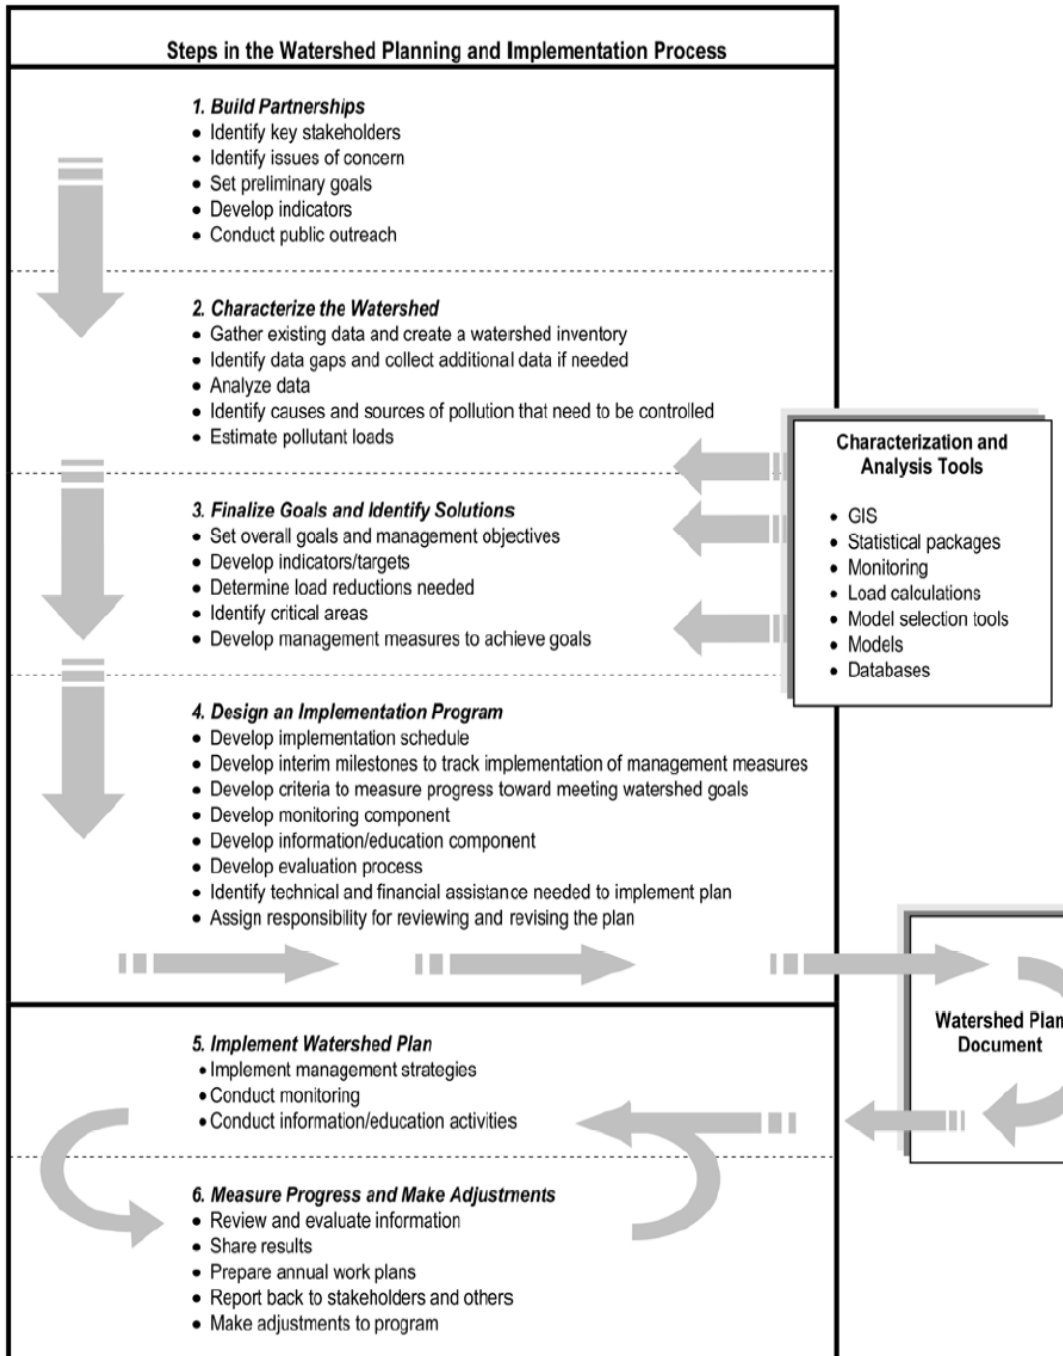 Steps in the Watershed Planning and Implementation Process
1. Build Partnerships
• Identify key stakeholders
• Identify issues of concern
• Set preliminary goals
• Develop indicators
• Conduct public outreach
2. Characterize the Watershed
• Gather existing data and create a watershed inventory
• Identify data gaps and collect additional data if needed
• Analyze data
• Identify causes and sources of pollution that need to be controlled
• Estimate pollutant loads
3. Finalize Goals and Identify Solutions
• Set overall goals and management objectives
• Develop indicators/targets
• Determine load reductions needed
• Identify critical areas
• Develop management measures to achieve goals
Characterization and
Analysis Tools
• GIS
• Statistical packages
• Monitoring
• Load calculations
• Model selection tools
• Models
• Databases
4. Design an Implementation Program
• Develop implementation schedule
• Develop interim milestones to track implementation of management measures
• Develop criteria to measure progress toward meeting watershed goals
• Develop monitoring component
• Develop information/education component
• Develop evaluation process
• Identify technical and financial assistance needed to implement plan
• Assign responsibility for reviewing and revising the plan
Watershed Plan
Document
5. Implement Watershed Plan
• Implement management strategies
• Conduct monitoring
• Conduct information/education activities
6. Measure Progress and Make Adjustments
• Review and evaluate information
• Share results
• Prepare annual work plans
• Report back to stakeholders and others
• Make adjustments to program